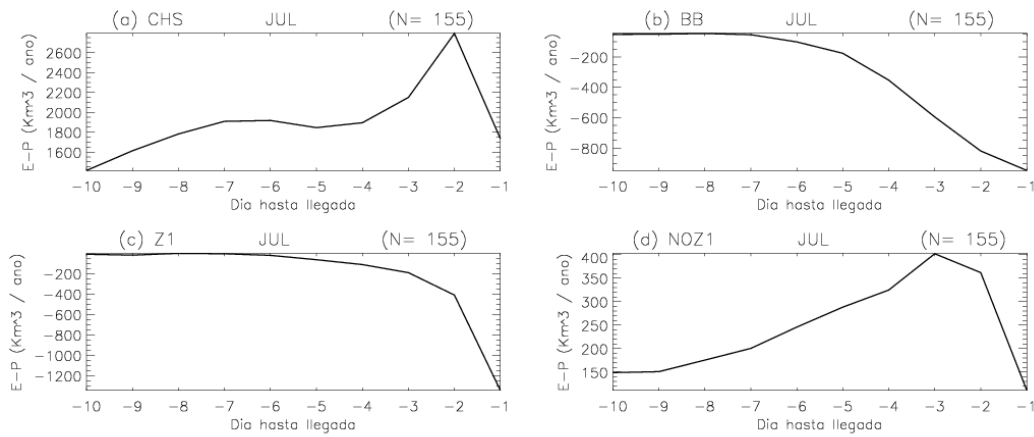 (a) CHS JUL (N= 155)
E-P (Km^3 / ano)
2600
2400
2200
2000
1800
1600
-10 -9 -8 -7 -6 -5 -4 -3 -2 -1
Dia hasta llegada
(b) BB JUL (N= 155)
E-P (Km^3 / ano)
-200
-400
-600
-800
-10 -9 -8 -7 -6 -5 -4 -3 -2 -1
Dia hasta llegada
(c) Z1 JUL (N= 155)
E-P (Km^3 / ano)
-200
-400
-600
-800
-1000
-1200
-10 -9 -8 -7 -6 -5 -4 -3 -2 -1
Dia hasta llegada
(d) NOZ1 JUL (N= 155)
E-P (Km^3 / ano)
400
350
300
250
200
150
-10 -9 -8 -7 -6 -5 -4 -3 -2 -1
Dia hasta llegada